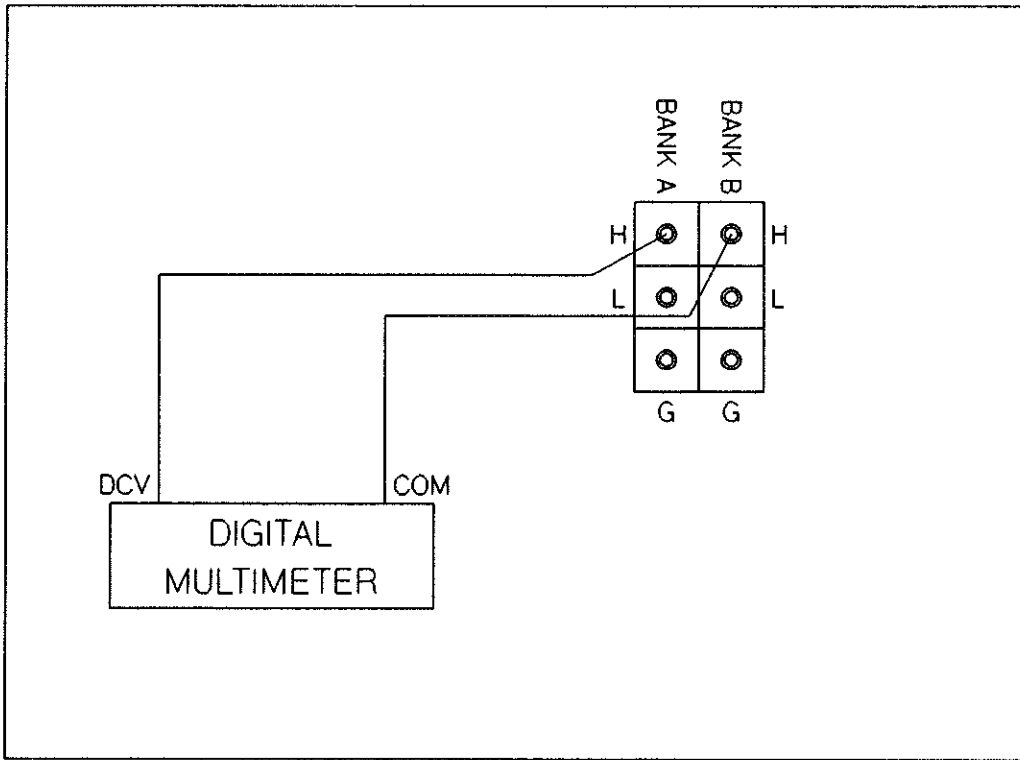 BANK A
BANK B
H
H
L
L
G
G
DCV
COM
DIGITAL
MULTIMETER